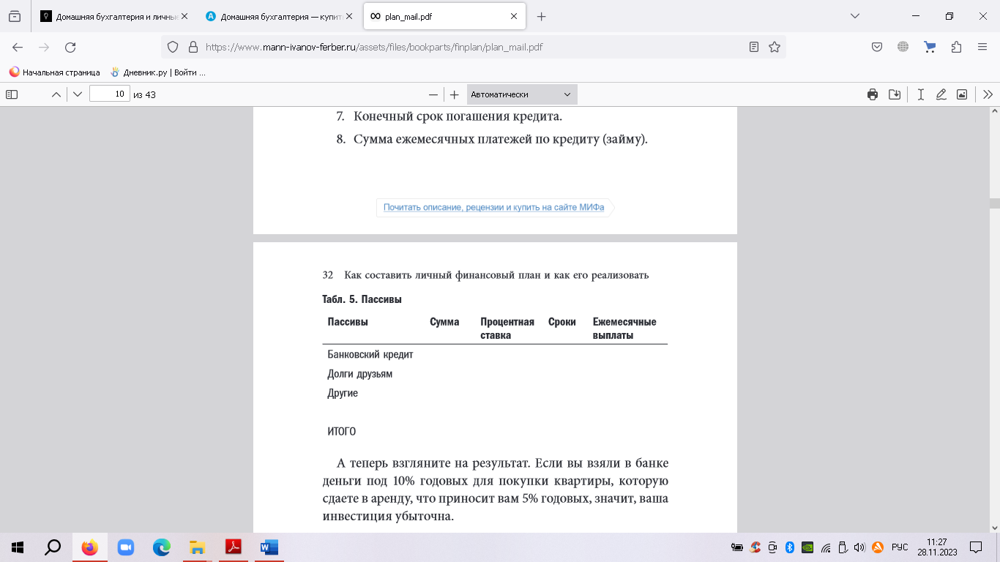 Домашняя бухгалтерия и личны
Домашняя бухгалтерия — купит
plan_mail.pdf
https://www.mann-ivanov-ferber.ru/assets/files/bookparts/finplan/plan_mail.pdf
Начальная страница
Дневник.ру | Войти ...
10 из 43
Автоматически
7. Конечный срок погашения кредита.
8. Сумма ежемесячных платежей по кредиту (займу).
Почитать описание, рецензии и купить на сайте МИФа
32 Как составить личный финансовый план и как его реализовать
Табл. 5. Пассивы
Пассивы Сумма Процентная ставка Сроки Ежемесячные выплаты
Банковский кредит
Долги друзьям
Другие
ИТОГО
А теперь взгляните на результат. Если вы взяли в банке
деньги под 10% годовых для покупки квартиры, которую
сдаете в аренду, что приносит вам 5% годовых, значит, ваша
инвестиция убыточна.
РУС
11:27
28.11.2023